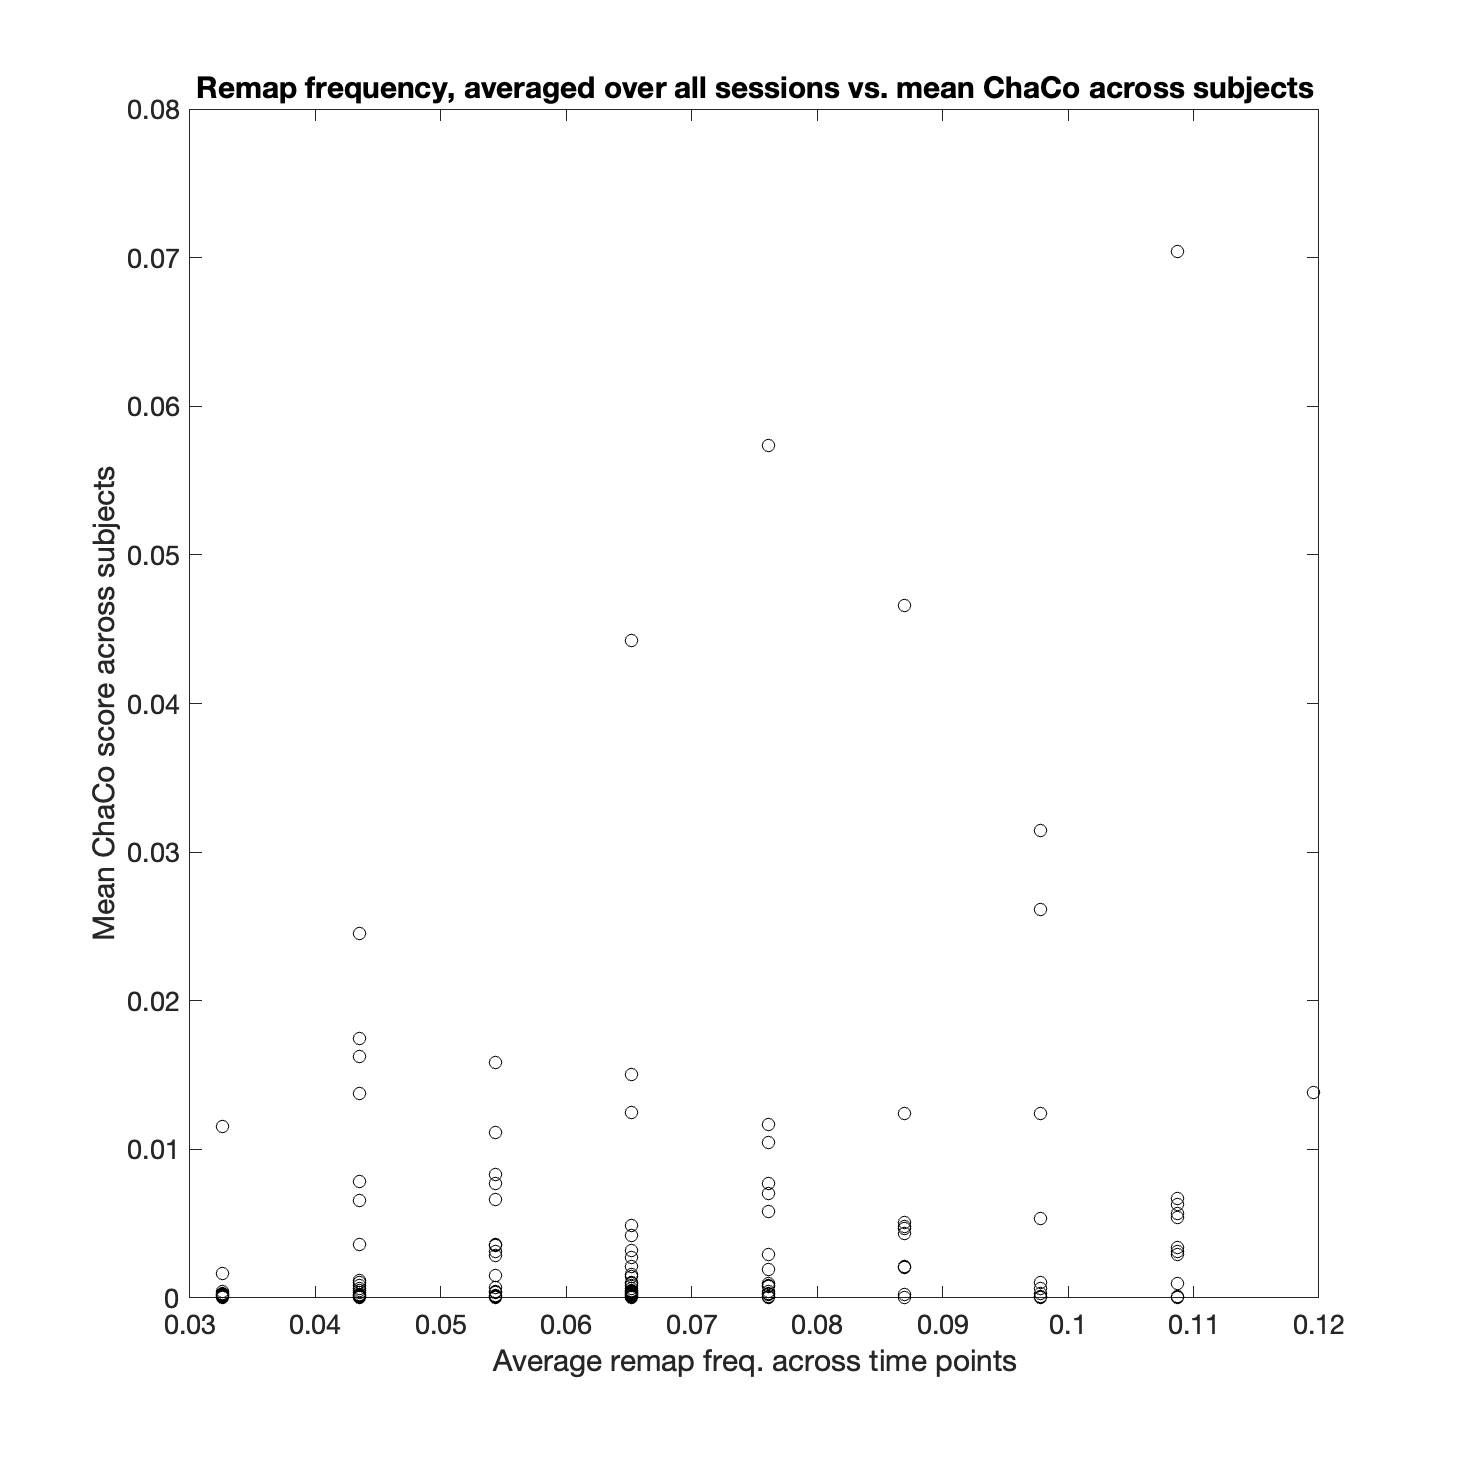 Remap frequency, averaged over all sessions vs. mean ChaCo across subjects
0.08
0.07
0.06
0.05
0.04
0.03
0.02
0.01
0
Mean ChaCo score across subjects
0.03 0.04 0.05 0.06 0.07 0.08 0.09 0.1 0.11 0.12
Average remap freq. across time points